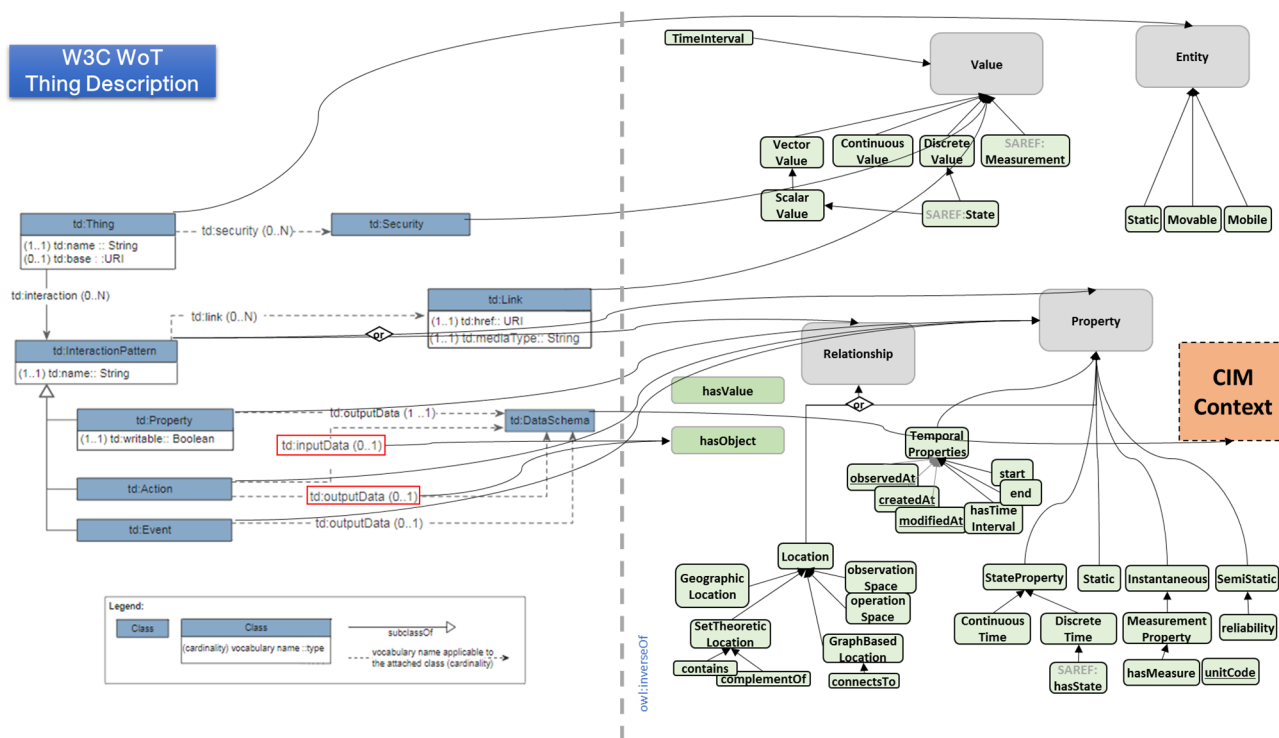 W3C WoT
Thing Description
td:Thing
(1..1) td:name :: String
(0..1) td:base : :URI
td:security (0..N)
td:Security
td:interaction (0..N)
td:link (0..N)
td:Link
(1..1) td:href:: URI
(1..1) td:mediaType:: String
or
td:InteractionPattern
(1..1) td:name:: String
td:Property
(1..1) td:writable:: Boolean
td:outputData (1 ..1)
td:DataSchema
td:inputData (0..1)
td:Action
td:outputData (0..1)
td:Event
td:outputData (0..1)
Legend:
Class
Class
(cardinality) vocabulary name ::type
subclassOf
vocabulary name applicable to
the attached class (cardinality)
owl:inverseOf
TimeInterval
Value
Entity
Vector
Value
Continuous
Value
Discrete
Value
SAREF:
Measurement
Scalar
Value
SAREF:State
Static
Movable
Mobile
Relationship
Property
or
hasValue
hasObject
CIM
Context
Temporal
Properties
observedAt
createdAt
modifiedAt
start
end
hasTime
Interval
Location
Geographic
Location
observation
Space
operation
Space
SetTheoretic
Location
GraphBased
Location
contains
complementOf
connectsTo
StateProperty
Static
Instantaneous
SemiStatic
Continuous
Time
Discrete
Time
Measurement
Property
reliability
SAREF:
hasState
hasMeasure
unitCode